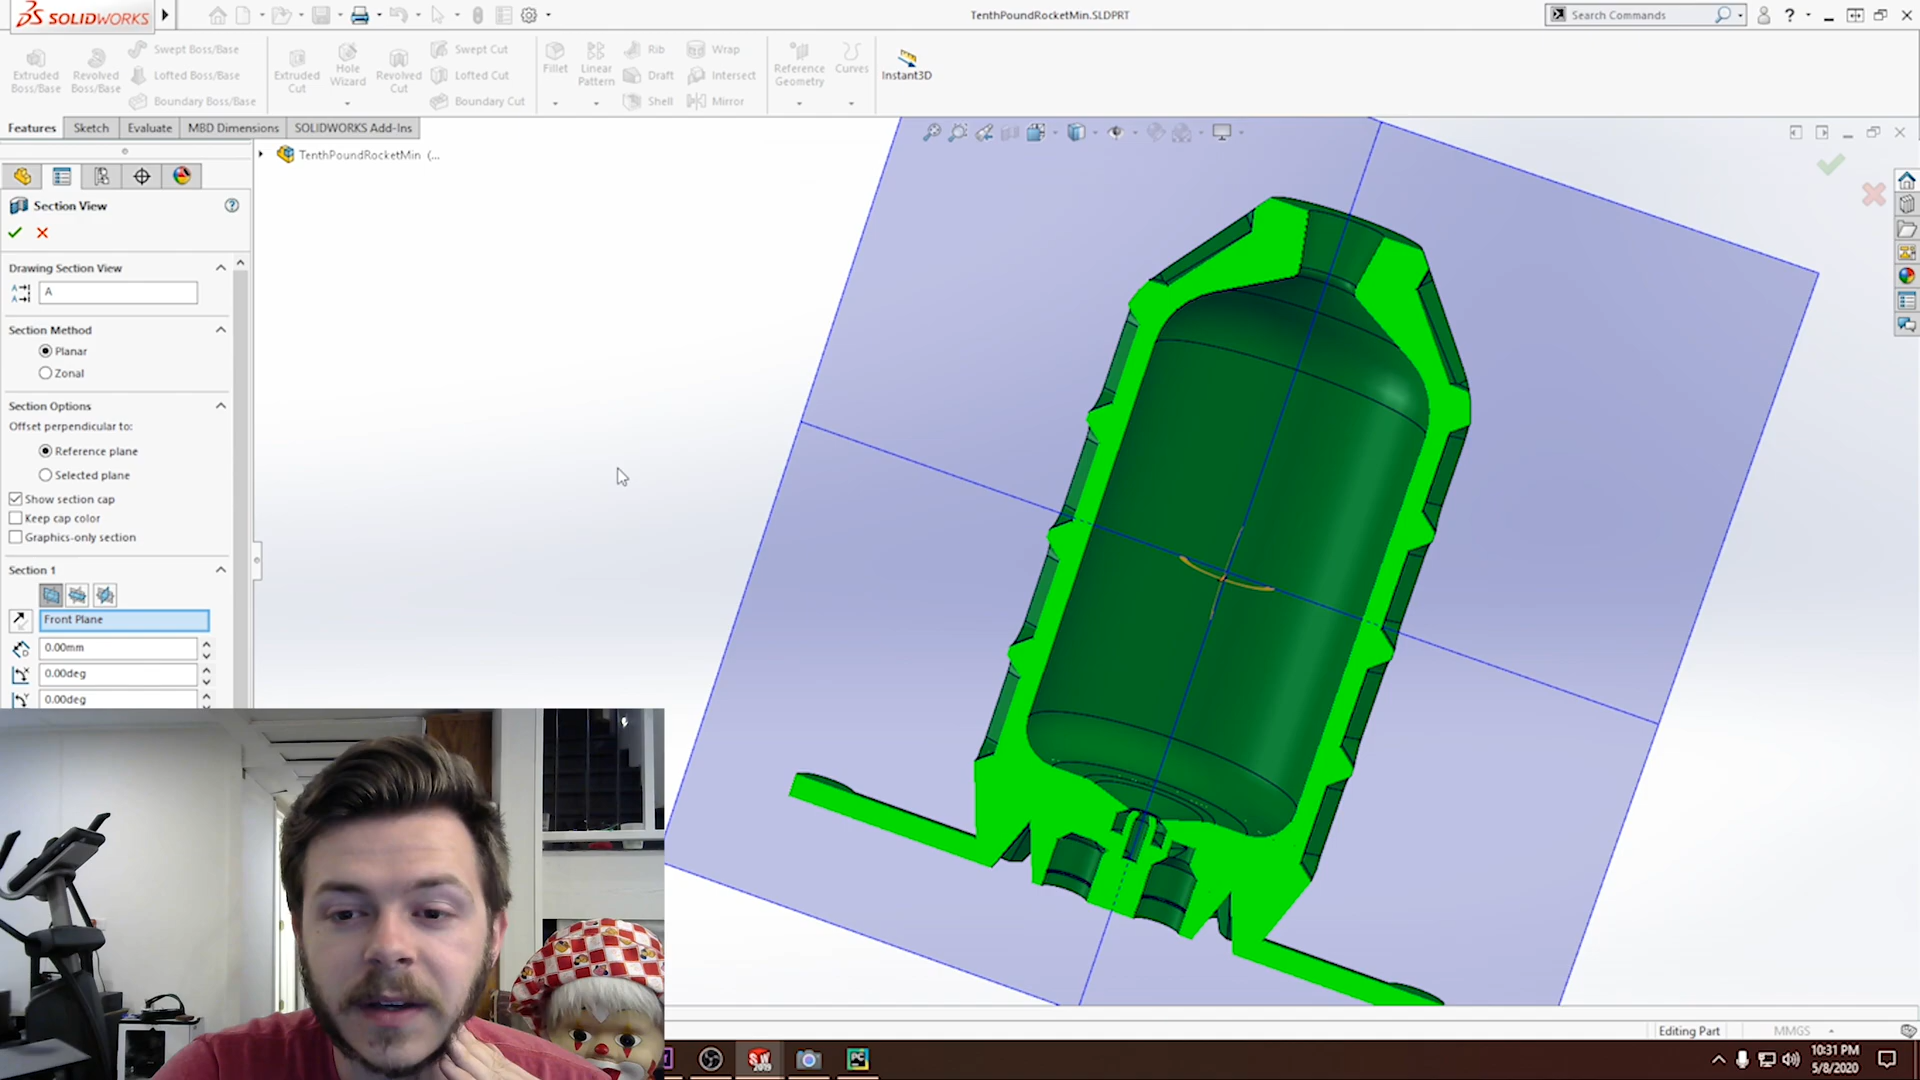 SOLIDWORKS
TenthPoundRocketMin.SLDPRT
Search Commands
?
Extruded Boss/Base
Revolved Boss/Base
Swept Boss/Base
Lofted Boss/Base
Boundary Boss/Base
Extruded Cut
Hole Wizard
Revolved Cut
Swept Cut
Lofted Cut
Boundary Cut
Fillet
Linear Pattern
Rib
Draft
Shell
Wrap
Intersect
Mirror
Reference Geometry
Curves
Instant3D
Features
Sketch
Evaluate
MBD Dimensions
SOLIDWORKS Add-Ins
TenthPoundRocketMin (...
Section View
?
Drawing Section View
A
Section Method
Planar
Zonal
Section Options
Offset perpendicular to:
Reference plane
Selected plane
Show section cap
Keep cap color
Graphics-only section
Section 1
Front Plane
0.00mm
0.00deg
0.00deg
Editing Part
MMGS
SW
2019
PC
10:31 PM
5/8/2020